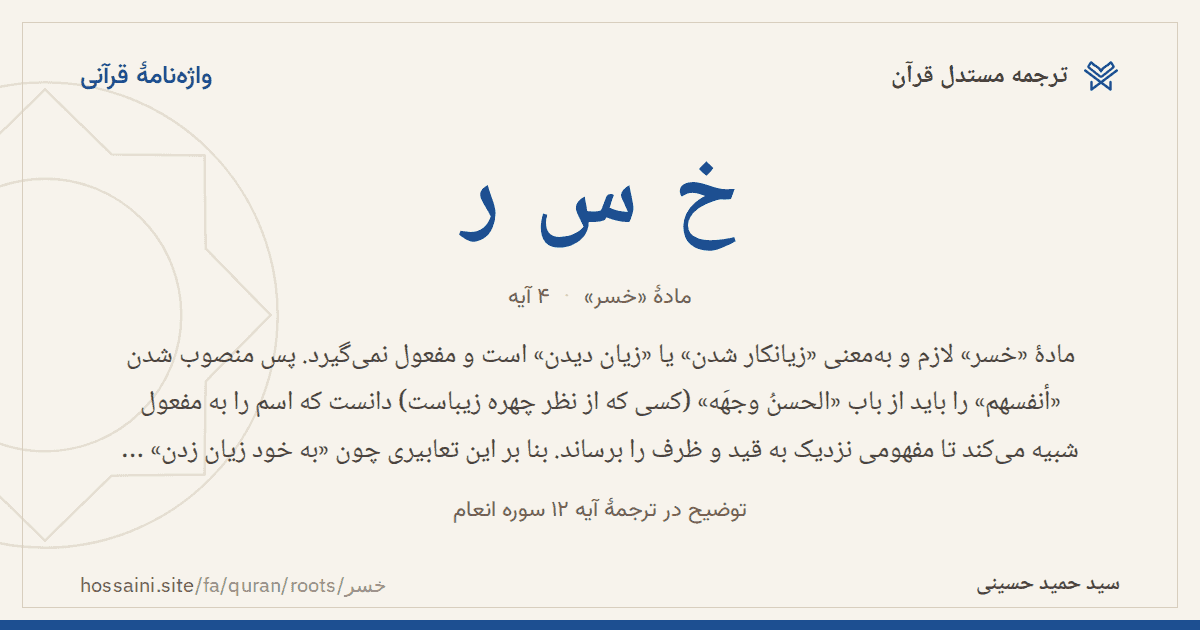 ترجمه مستدل قرآن
واژه‌نامهٔ قرآنی
خ س ر
مادهٔ «خسر» · ۴ آیه
مادهٔ «خسر» لازم و به‌معنی «زیانکار شدن» یا «زیان دیدن» است و مفعول نمی‌گیرد. پس منصوب شدن
«أنفسهم» را باید از باب «الحسنُ وجهَه» (کسی که از نظر چهره زیباست) دانست که اسم را به مفعول
شبیه می‌کند تا مفهومی نزدیک به قید و ظرف را برساند. بنا بر این تعابیری چون «به خود زیان زدن» ...
توضیح در ترجمهٔ آیه ۱۲ سوره انعام
سید حمید حسینی
hossaini.site/fa/quran/roots/خسر